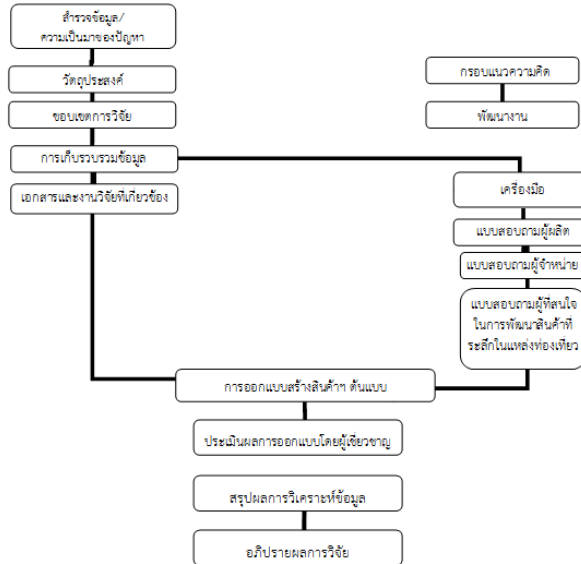 สำรวจข้อมูล/
ความเป็นมาของปัญหา
วัตถุประสงค์
ขอบเขตการวิจัย
การเก็บรวบรวมข้อมูล
เอกสารและงานวิจัยที่เกี่ยวข้อง
กรอบแนวความคิด
พัฒนางาน
เครื่องมือ
แบบสอบถามผู้ผลิต
แบบสอบถามผู้จำหน่าย
แบบสอบถามผู้ที่สนใจ
ในการพัฒนาสินค้าที่
ระลึกในแหล่งท่องเที่ยว
การออกแบบสร้างสินค้าฯ ต้นแบบ
ประเมินผลการออกแบบโดยผู้เชี่ยวชาญ
สรุปผลการวิเคราะห์ข้อมูล
อภิปรายผลการวิจัย